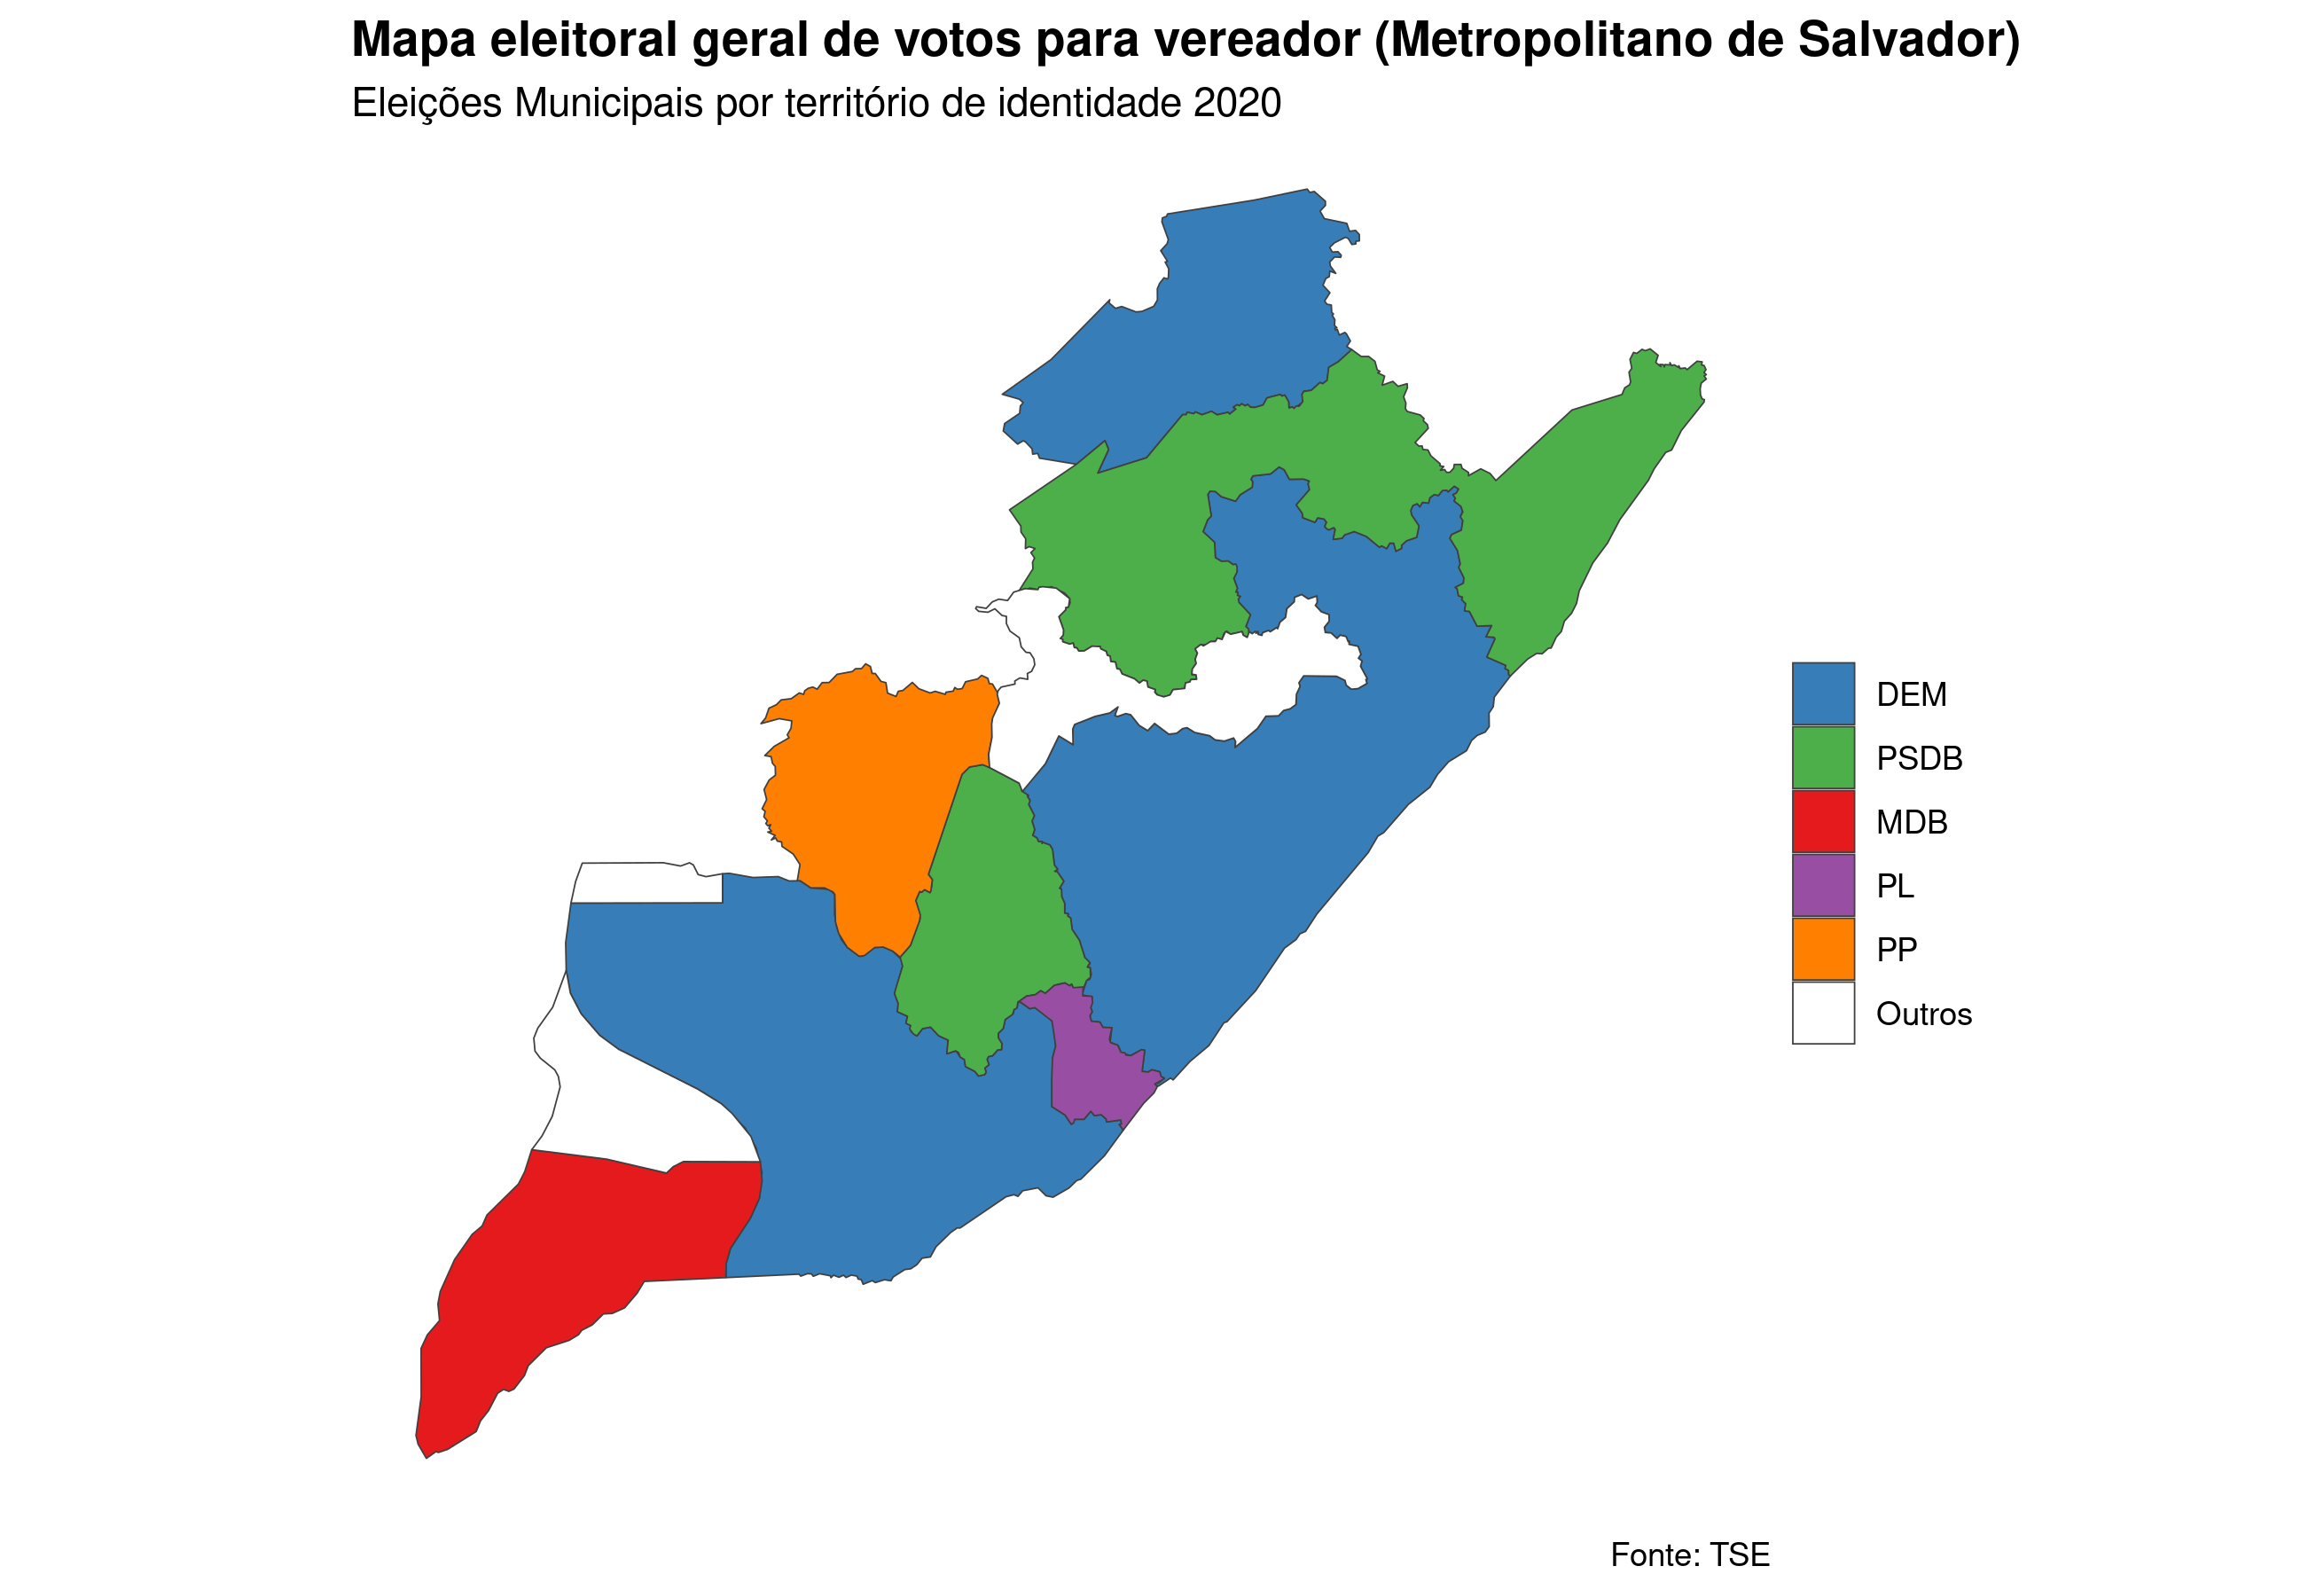 Mapa eleitoral geral de votos para vereador (Metropolitano de Salvador)
Eleições Municipais por território de identidade 2020
DEM
PSDB
MDB
PL
PP
Outros
Fonte: TSE